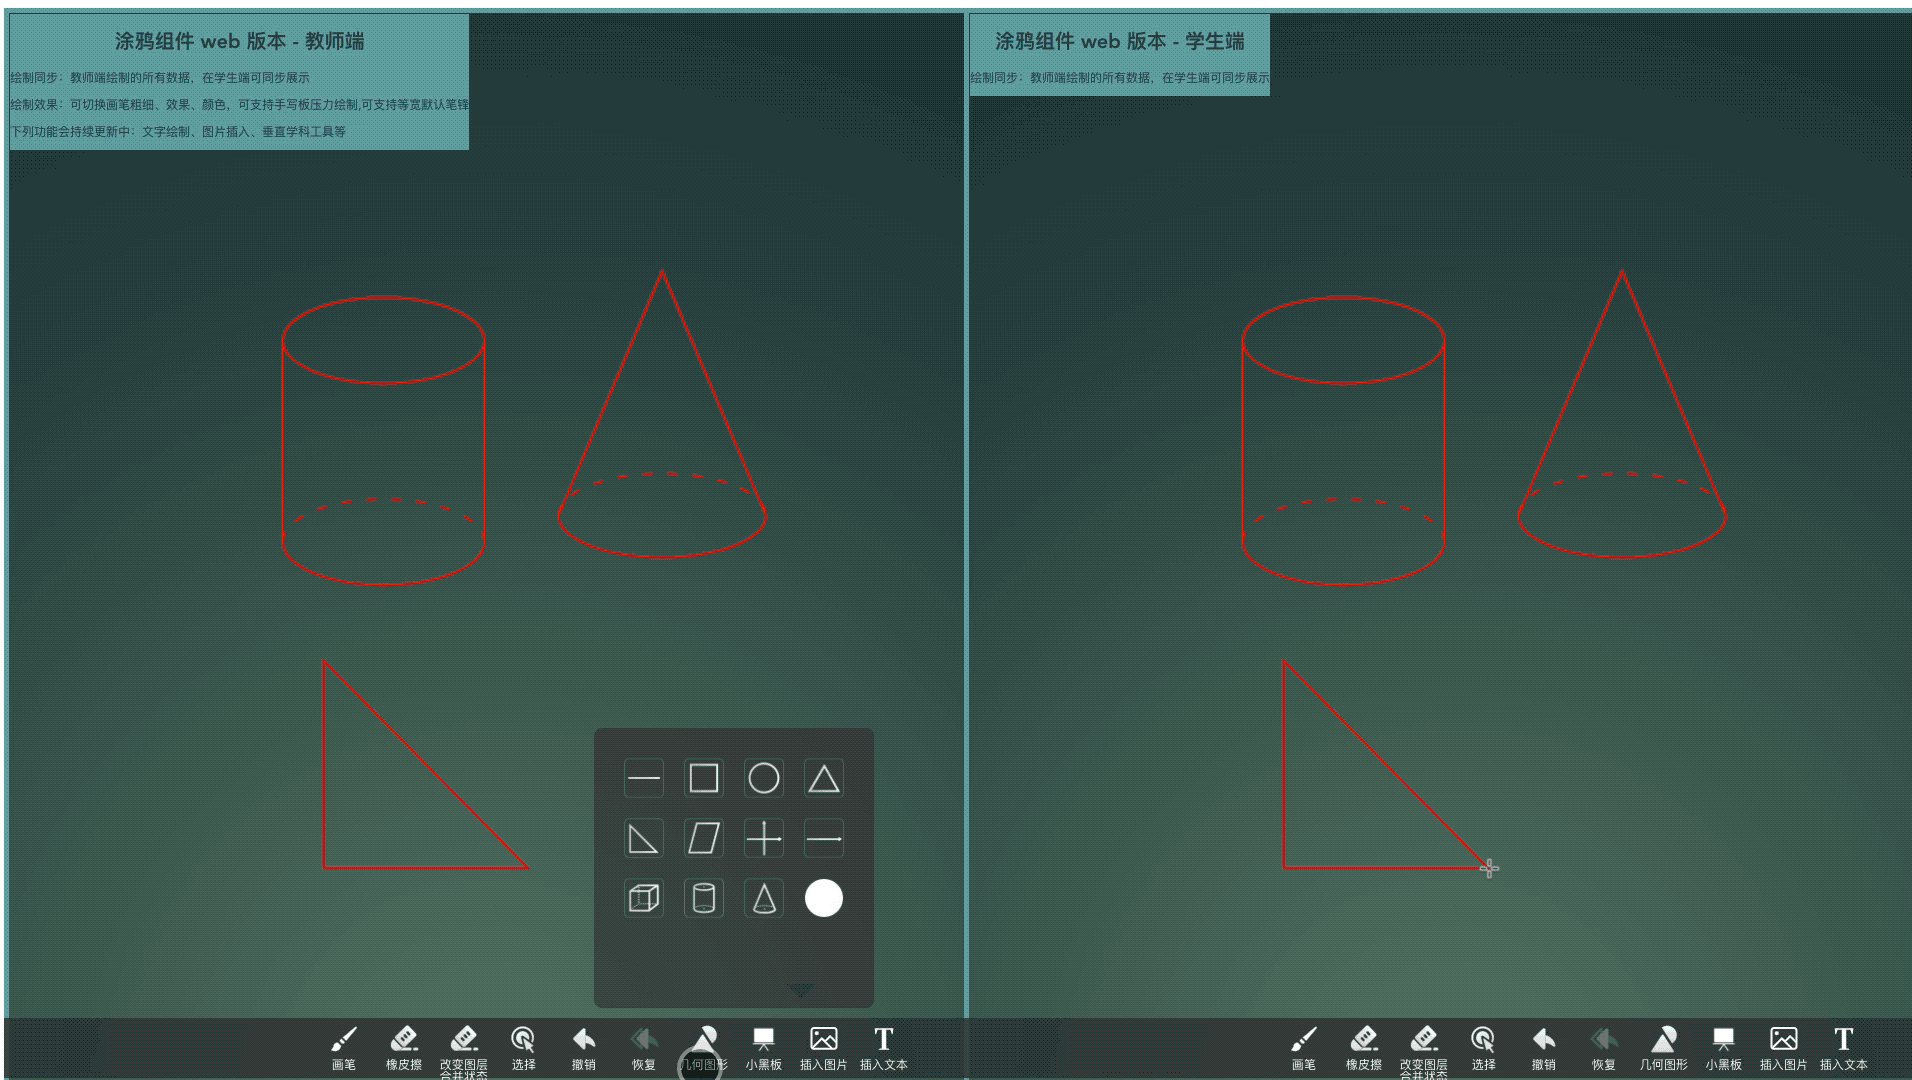 涂鸦组件 web 版本 - 教师端
绘制同步：教师端绘制的所有数据，在学生端可同步展示
绘制效果：可切换画笔粗细、效果、颜色，可支持手写板压力绘制,可支持等宽默认笔锋
下列功能会持续更新中：文字绘制、图片插入、垂直学科工具等
涂鸦组件 web 版本 - 学生端
绘制同步：教师端绘制的所有数据，在学生端可同步展示
画笔 橡皮擦 改变图层 选择 撤销 恢复 几何图形 小黑板 插入图片 插入文本
合并状态
画笔 橡皮擦 改变图层 选择 撤销 恢复 几何图形 小黑板 插入图片 插入文本
合并状态